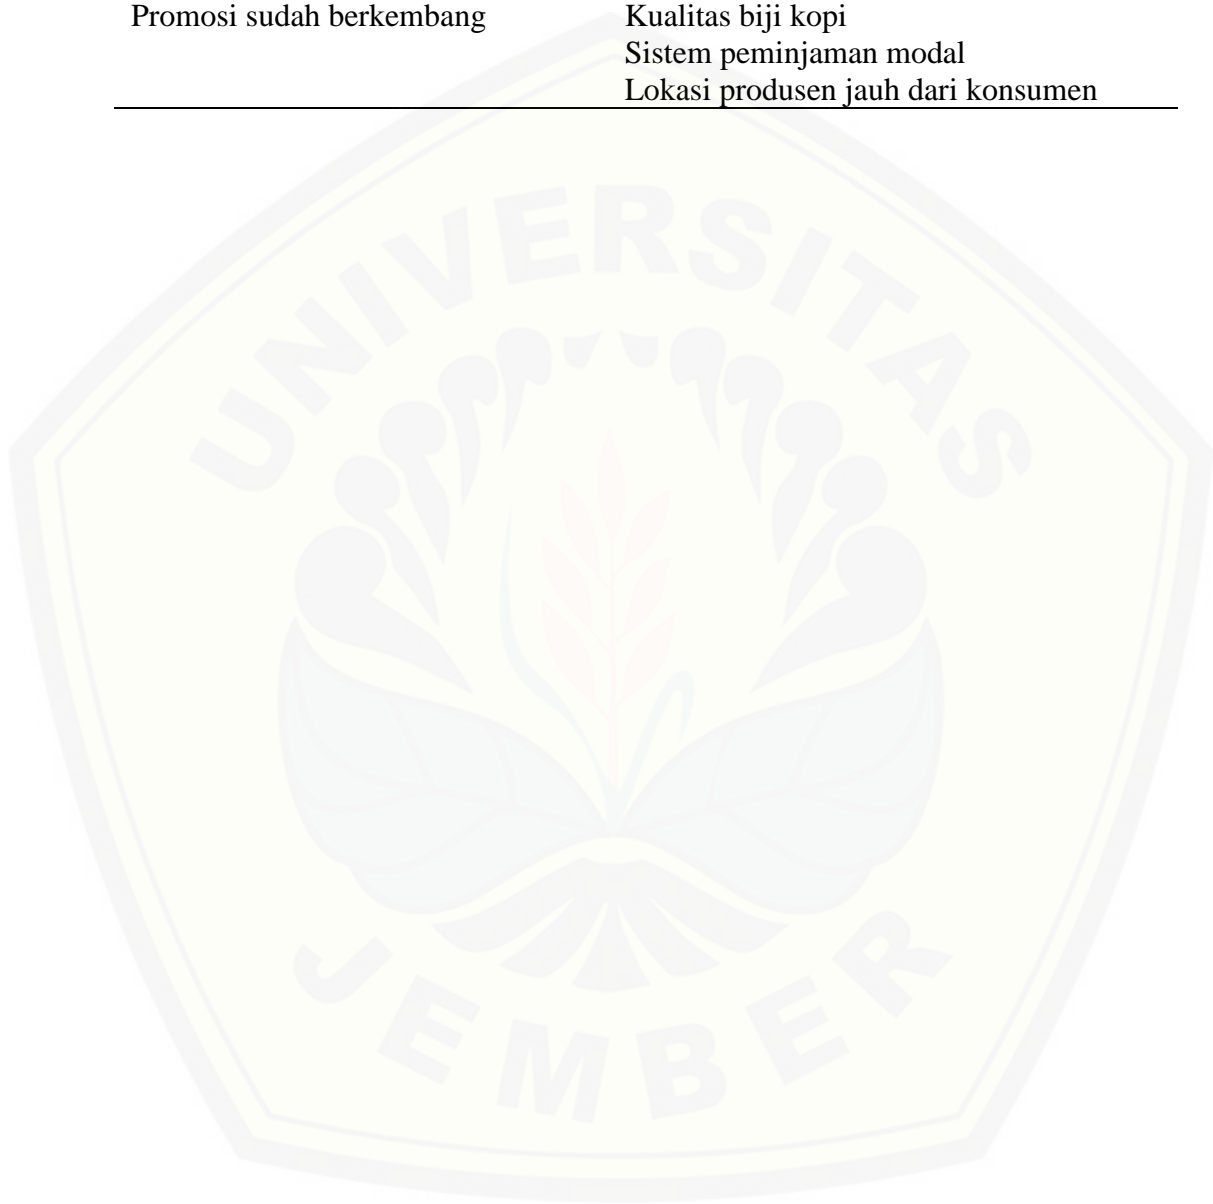 Promosi sudah berkembang Kualitas biji kopi
Sistem peminjaman modal
Lokasi produsen jauh dari konsumen
UNIVERSITAS
JEMBER